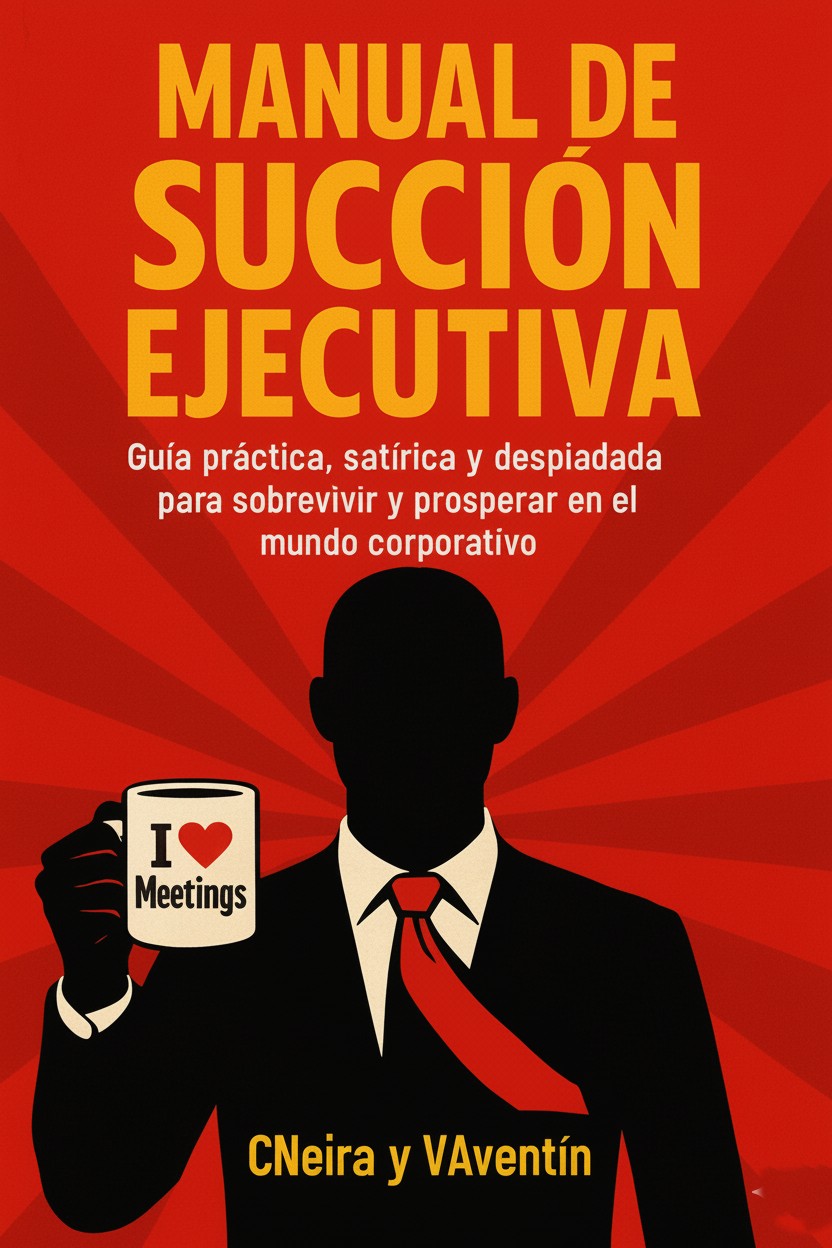 MANUAL DE
SUCCIÓN
EJECUTIVA
Guía práctica, satírica y despiadada
para sobrevivir y prosperar en el
mundo corporativo
I ♥
Meetings
CNeira y VAventín